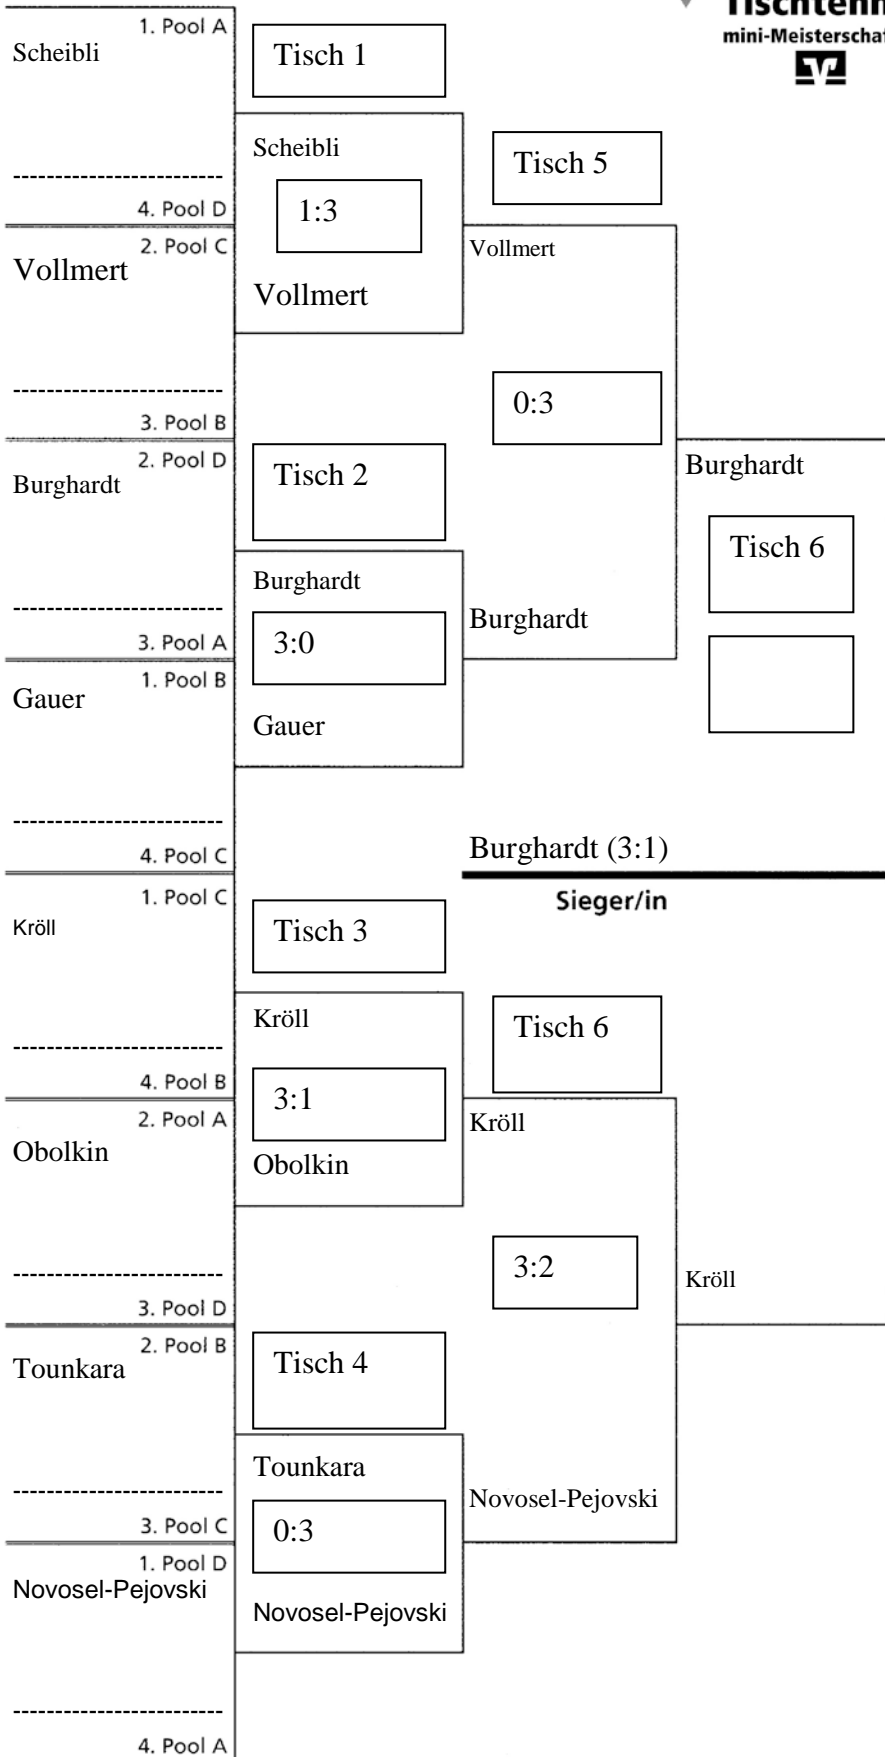 1. Pool A
Tischtenn
mini-Meisterschaf
Scheibli
Tisch 1
Scheibli
Tisch 5
1:3
4. Pool D
2. Pool C
Vollmert
Vollmert
Vollmert
0:3
3. Pool B
2. Pool D
Burghardt
Tisch 2
Burghardt
Tisch 6
Burghardt
3:0
Burghardt
3. Pool A
1. Pool B
Gauer
Gauer
4. Pool C
Burghardt (3:1)
Sieger/in
1. Pool C
Kröll
Tisch 3
Kröll
Tisch 6
4. Pool B
3:1
2. Pool A
Kröll
Obolkin
Obolkin
3:2
Kröll
3. Pool D
2. Pool B
Tounkara
Tisch 4
Tounkara
Novosel-Pejovski
3. Pool C
0:3
1. Pool D
Novosel-Pejovski
Novosel-Pejovski
4. Pool A